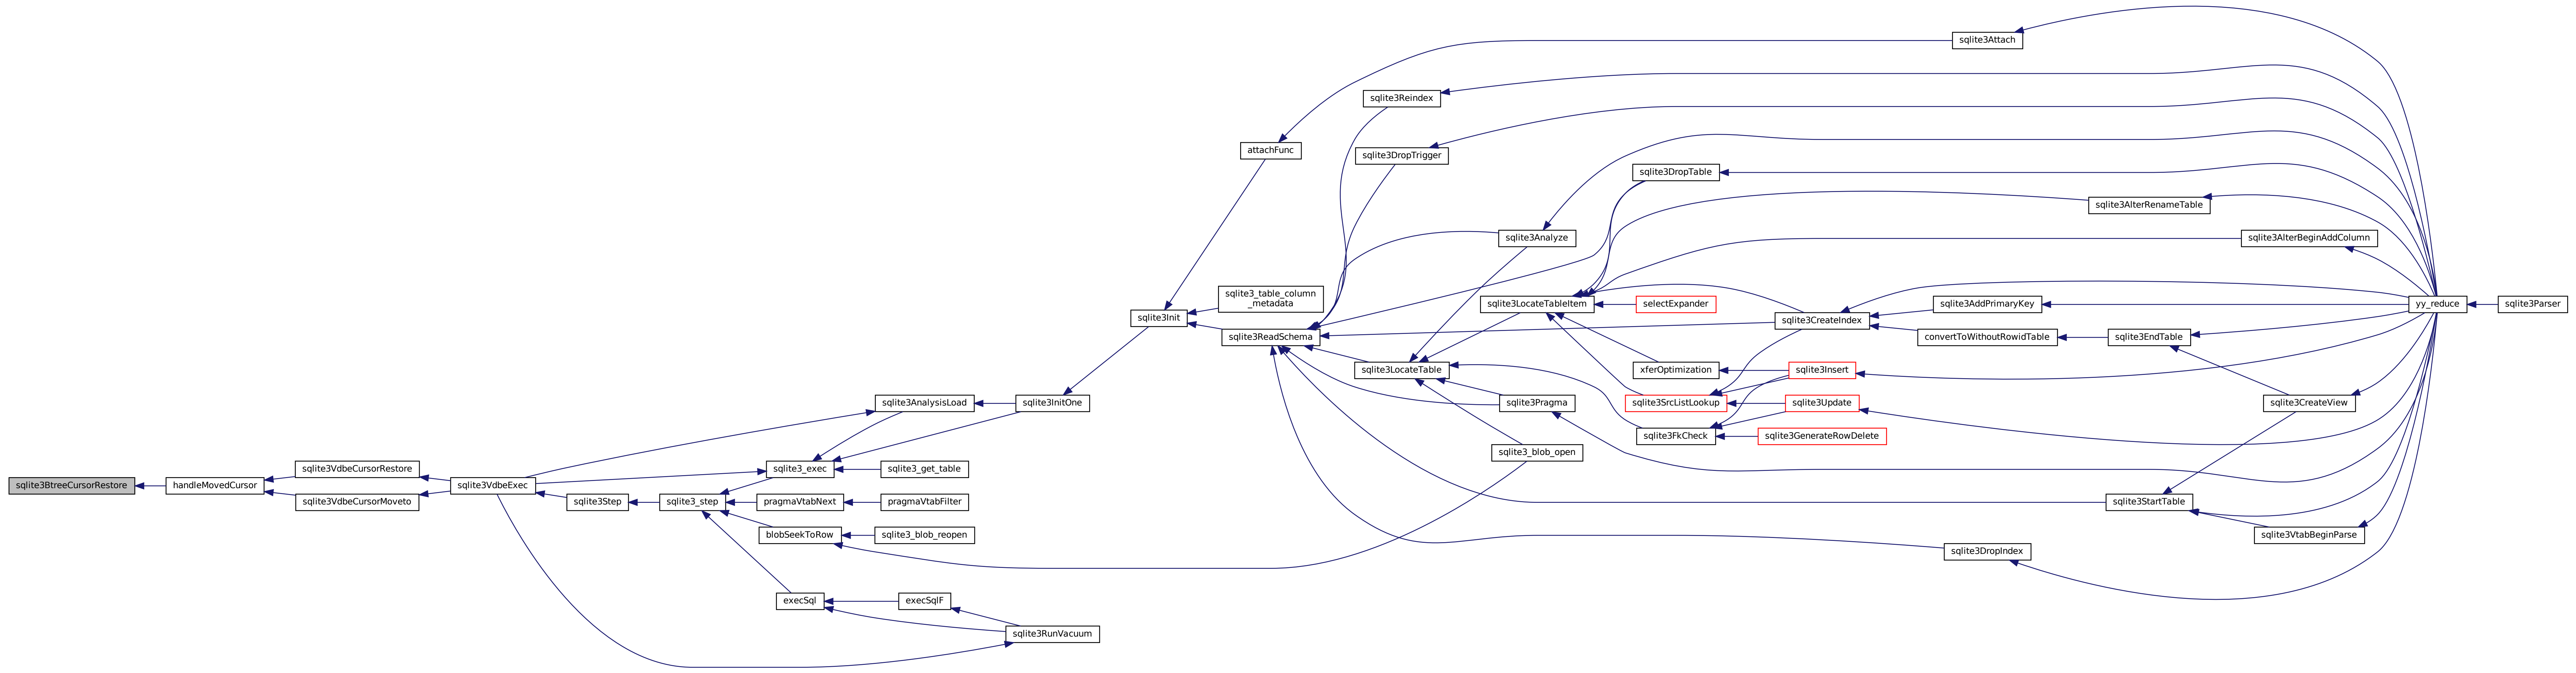 sqlite3BtreeCursorRestore
handleMovedCursor
sqlite3VdbeCursorRestore
sqlite3VdbeCursorMoveto
sqlite3VdbeExec
sqlite3Step
sqlite3_step
sqlite3AnalysisLoad
sqlite3_exec
pragmaVtabNext
blobSeekToRow
execSql
sqlite3_get_table
pragmaVtabFilter
sqlite3_blob_reopen
execSqlF
sqlite3InitOne
sqlite3RunVacuum
sqlite3Init
attachFunc
sqlite3_table_column
_metadata
sqlite3ReadSchema
sqlite3Reindex
sqlite3DropTrigger
sqlite3LocateTable
sqlite3Analyze
sqlite3LocateTableItem
sqlite3Pragma
sqlite3_blob_open
sqlite3DropTable
selectExpander
xferOptimization
sqlite3SrcListLookup
sqlite3FkCheck
sqlite3CreateIndex
sqlite3Insert
sqlite3Update
sqlite3GenerateRowDelete
sqlite3Attach
sqlite3AddPrimaryKey
convertToWithoutRowidTable
sqlite3DropIndex
sqlite3AlterRenameTable
sqlite3EndTable
sqlite3StartTable
sqlite3AlterBeginAddColumn
sqlite3CreateView
sqlite3VtabBeginParse
yy_reduce
sqlite3Parser